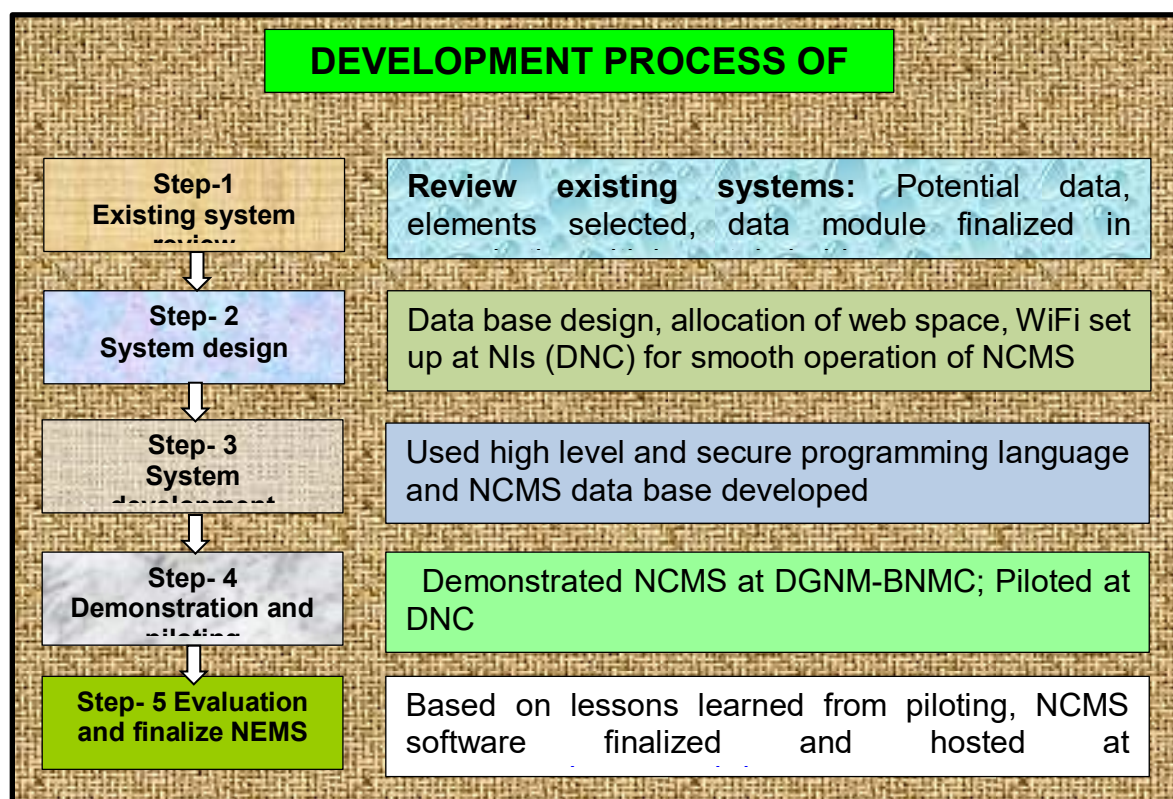 DEVELOPMENT PROCESS OF
Step-1
Existing system
review
Review existing systems: Potential data,
elements selected, data module finalized in
Step- 2
System design
Data base design, allocation of web space, WiFi set
up at NIs (DNC) for smooth operation of NCMS
Step- 3
System
development
Used high level and secure programming language
and NCMS data base developed
Step- 4
Demonstration and
piloting
Demonstrated NCMS at DGNM-BNMC; Piloted at
DNC
Step- 5 Evaluation
and finalize NEMS
Based on lessons learned from piloting, NCMS
software finalized and hosted at